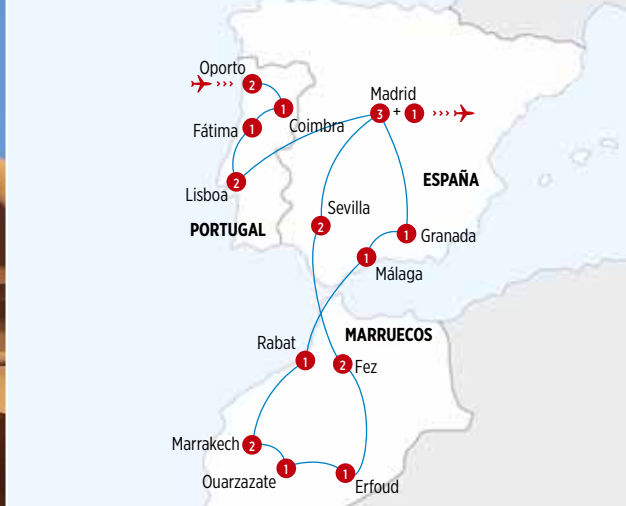 Oporto
2
1
Coimbra
Fátima
1
Lisboa
2
PORTUGAL
Madrid
3 + 1
ESPAÑA
Sevilla
2
1
Granada
1
Málaga
MARRUECOS
Rabat
1
2
Fez
Marrakech
2
Ouarzazate
1
1
Erfoud